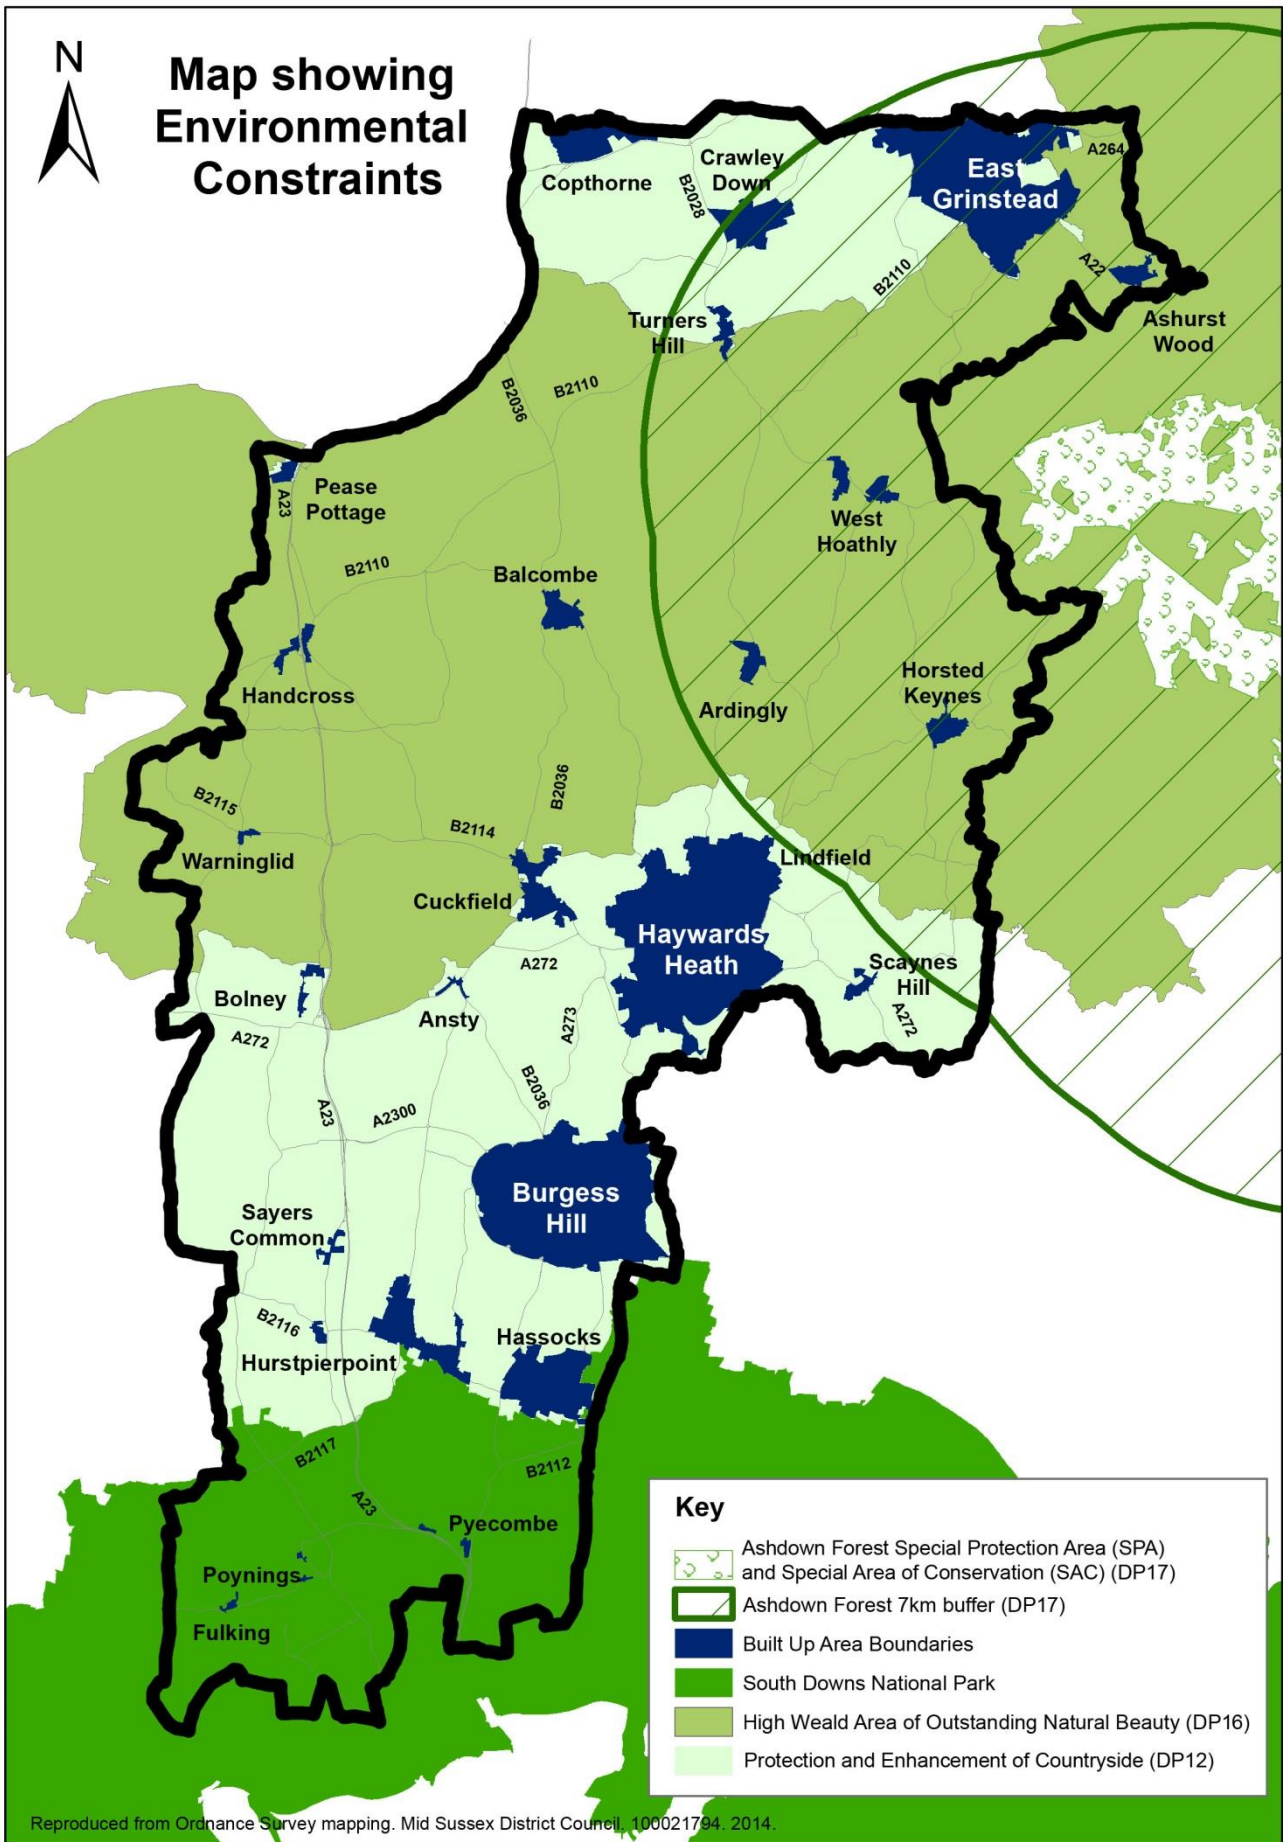 N
Map showing
Environmental
Constraints
Copthorne
Crawley
Down
B2028
East
Grinstead
A264
A22
B2110
Ashurst
Wood
Turners
Hill
B2036
B2110
Pease
Pottage
A23
West
Hoathly
B2110
Balcombe
Handcross
Ardingly
Horsted
Keynes
B2036
B2115
B2114
Warninglid
Lindfield
Cuckfield
Haywards
Heath
A272
Scaynes
Hill
Bolney
Ansty
A272
A273
A272
B2036
A23
A2300
Burgess
Hill
Sayers
Common
B2116
Hurstpierpoint
Hassocks
B2117
B2112
A23
Pyecombe
Poynings
Fulking
Key
Ashdown Forest Special Protection Area (SPA)
and Special Area of Conservation (SAC) (DP17)
Ashdown Forest 7km buffer (DP17)
Built Up Area Boundaries
South Downs National Park
High Weald Area of Outstanding Natural Beauty (DP16)
Protection and Enhancement of Countryside (DP12)
Reproduced from Ordnance Survey mapping. Mid Sussex District Council. 100021794. 2014.